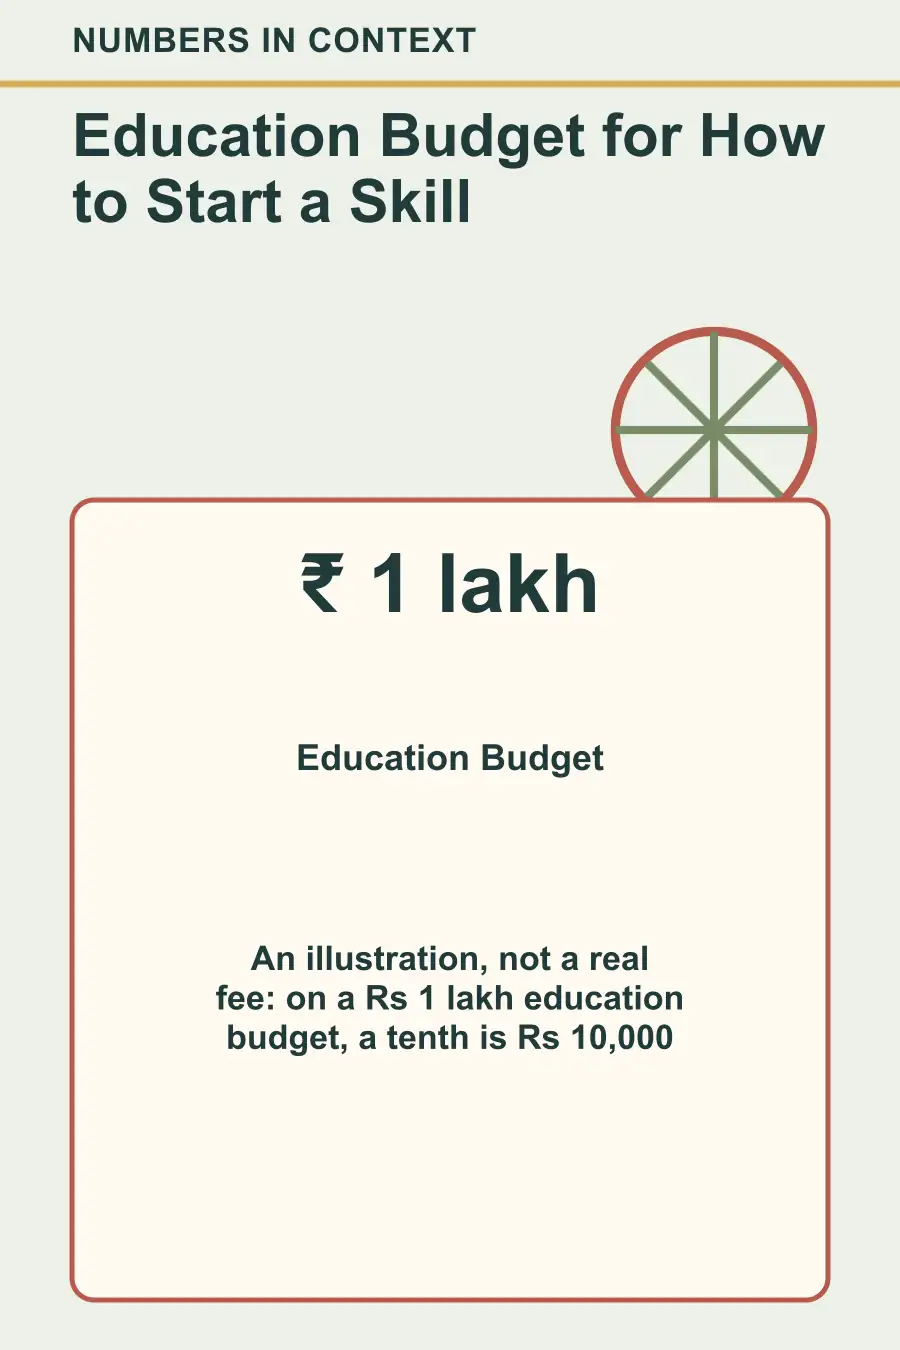 NUMBERS IN CONTEXT
Education Budget for How
to Start a Skill
₹ 1 lakh
Education Budget
An illustration, not a real
fee: on a Rs 1 lakh education
budget, a tenth is Rs 10,000